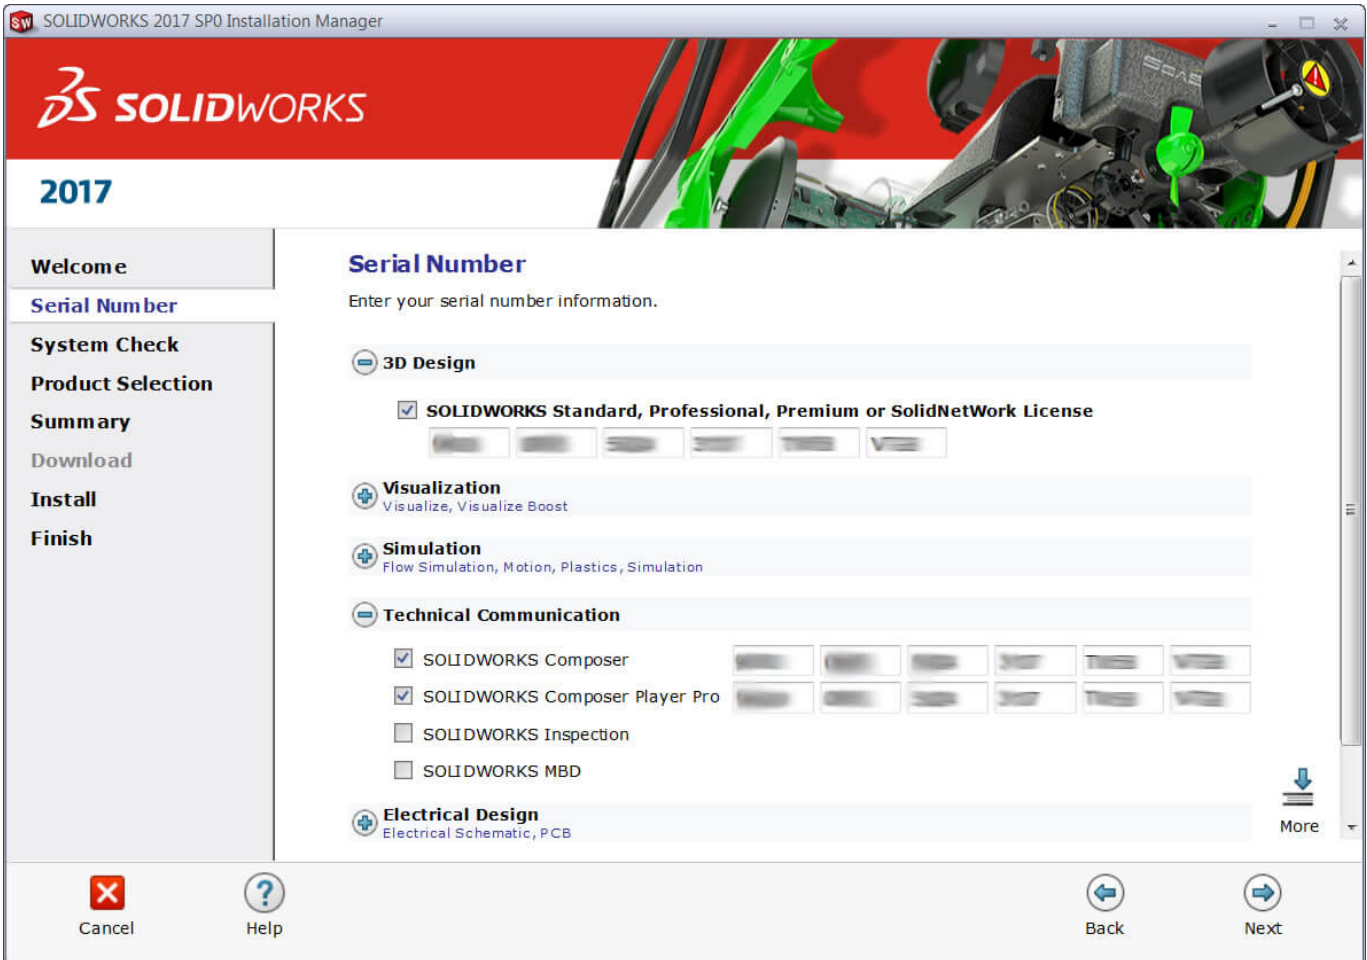 SOLIDWORKS 2017 SP0 Installation Manager
SOLIDWORKS
2017
Welcome
Serial Number
System Check
Product Selection
Summary
Download
Install
Finish
Serial Number
Enter your serial number information.
3D Design
SOLIDWORKS Standard, Professional, Premium or SolidNetWork License
Visualization
Visualize, Visualize Boost
Simulation
Flow Simulation, Motion, Plastics, Simulation
Technical Communication
SOLIDWORKS Composer
SOLIDWORKS Composer Player Pro
SOLIDWORKS Inspection
SOLIDWORKS MBD
Electrical Design
Electrical Schematic, PCB
More
Cancel
Help
Back
Next